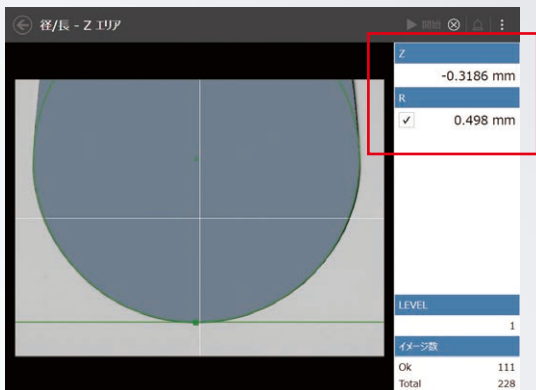 径/長 - Z エリア
開始
Z
-0.3186 mm
R
0.498 mm
LEVEL
1
イメージ数
Ok 111
Total 228